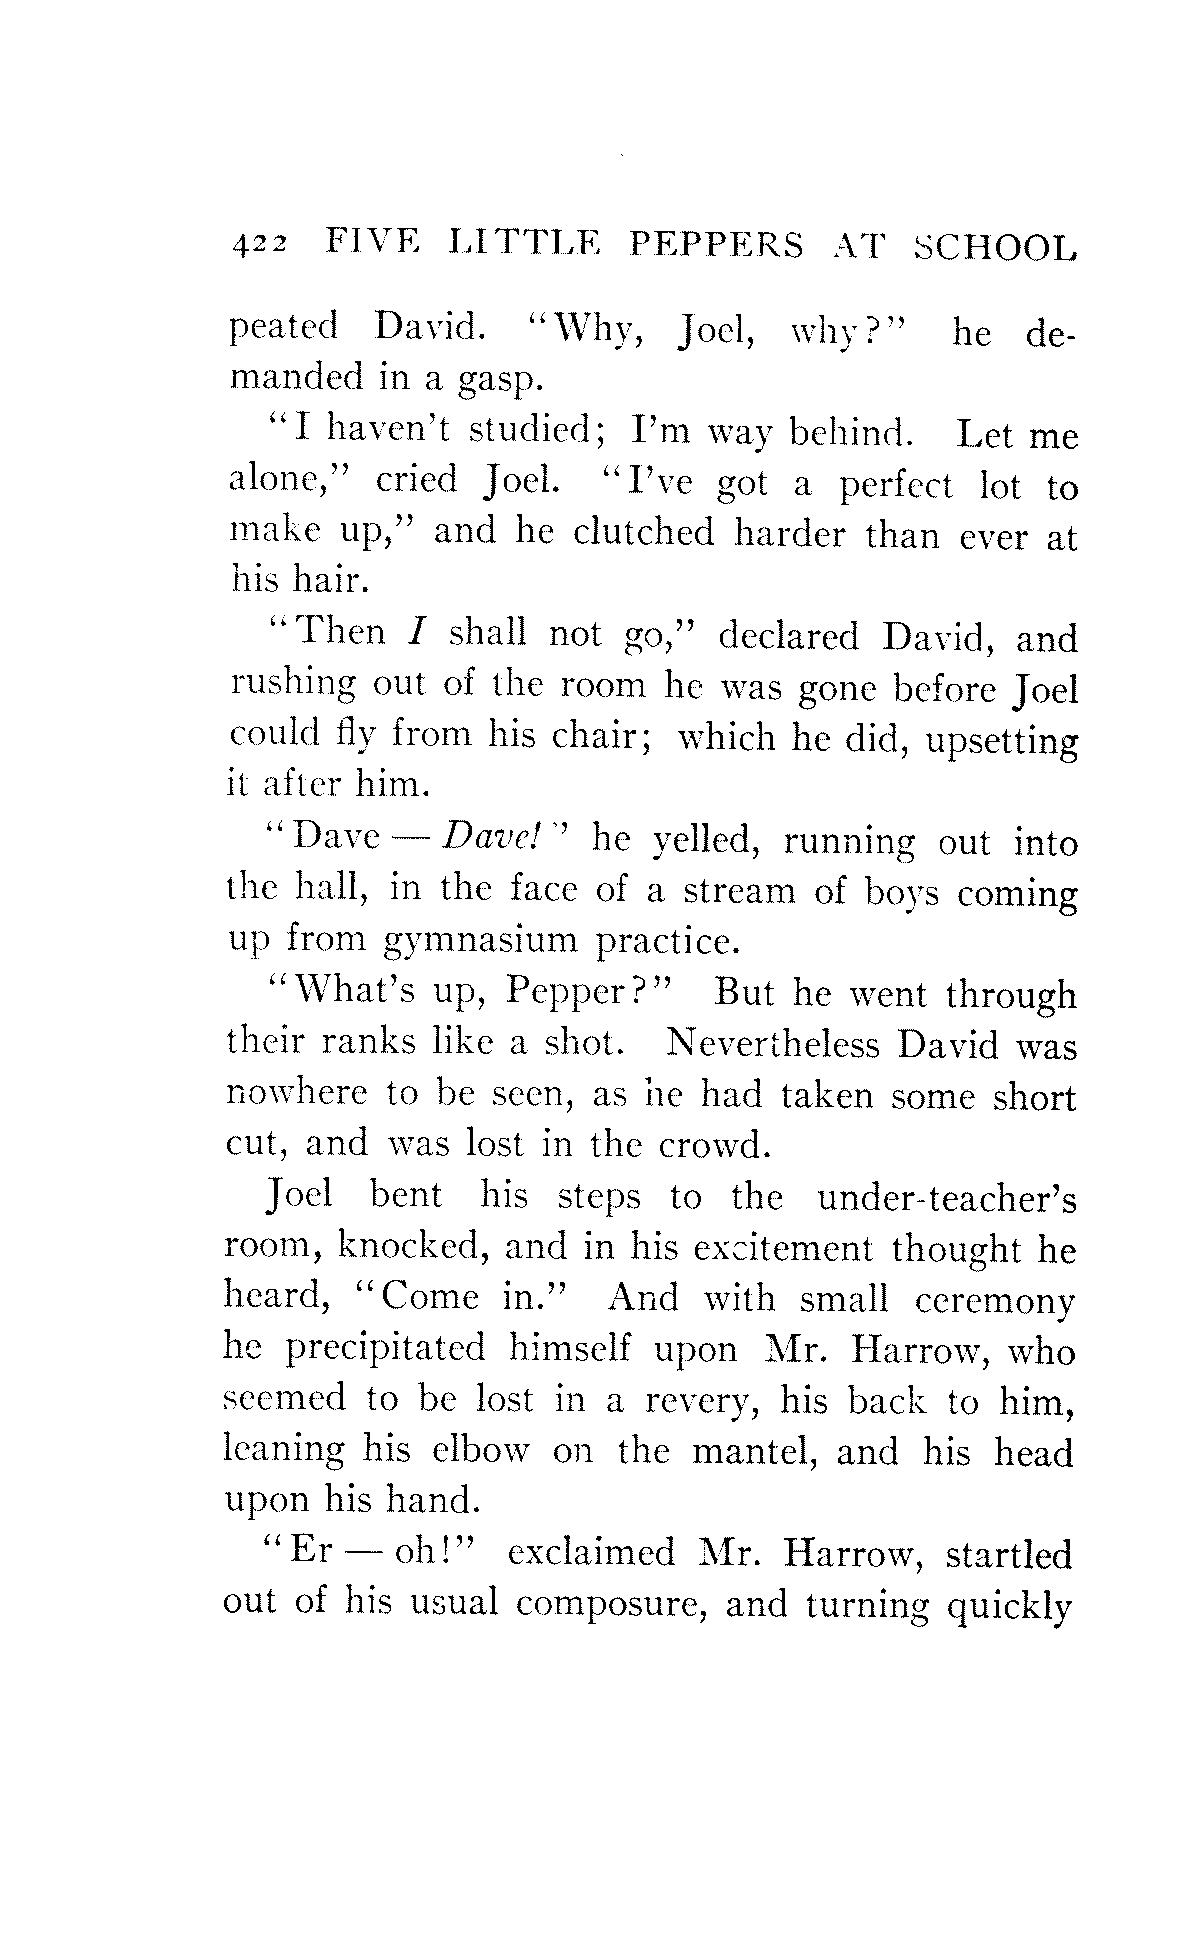 422 FIVE LITTLE PEPPERS AT SCHOOL
peated David. “Why, Joel, why?” he de-
manded in a gasp.
“I haven’t studied; I’m way behind. Let me
alone,” cried Joel. “I’ve got a perfect lot to
make up,” and he clutched harder than ever at
his hair.
“Then I shall not go,” declared David, and
rushing out of the room he was gone before Joel
could fly from his chair; which he did, upsetting
it after him.
“Dave — Dave!” he yelled, running out into
the hall, in the face of a stream of boys coming
up from gymnasium practice.
“What’s up, Pepper?” But he went through
their ranks like a shot. Nevertheless David was
nowhere to be seen, as he had taken some short
cut, and was lost in the crowd.
Joel bent his steps to the under-teacher’s
room, knocked, and in his excitement thought he
heard, “Come in.” And with small ceremony
he precipitated himself upon Mr. Harrow, who
seemed to be lost in a revery, his back to him,
leaning his elbow on the mantel, and his head
upon his hand.
“Er — oh!” exclaimed Mr. Harrow, startled
out of his usual composure, and turning quickly